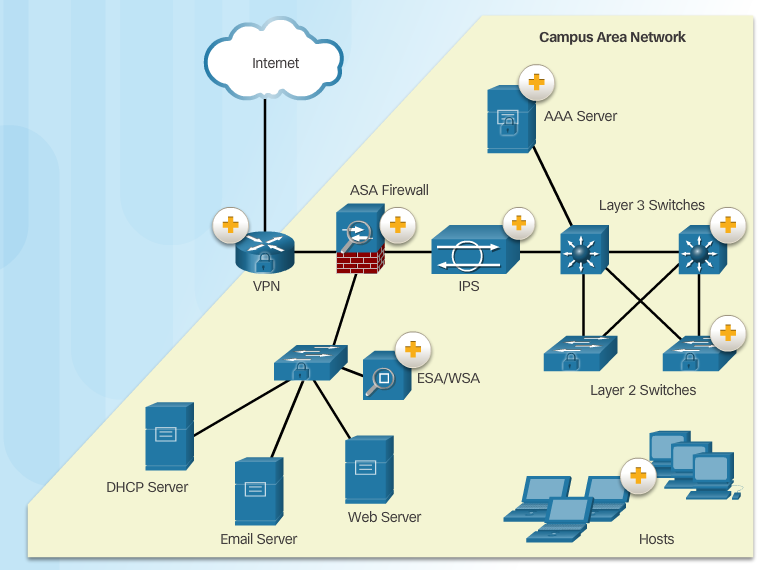 Campus Area Network
Internet
AAA Server
ASA Firewall
Layer 3 Switches
VPN
IPS
ESA/WSA
Layer 2 Switches
DHCP Server
Web Server
Email Server
Hosts